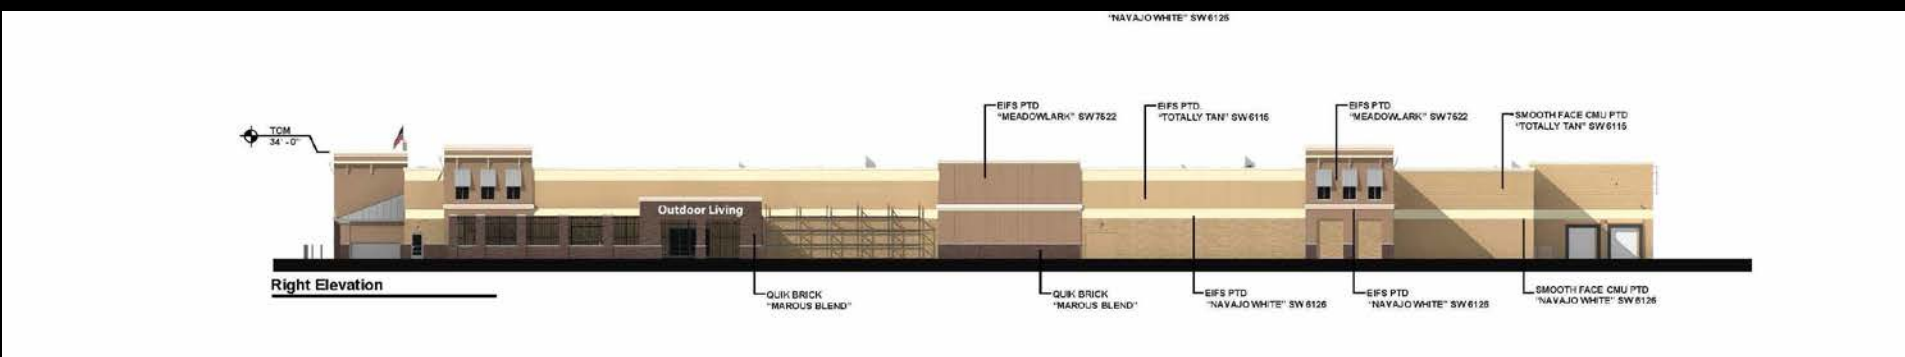 "NAVAJO WHITE" SW 6126
EIFS PTD
"MEADOWLARK" SW7522
EIFS PTD.
"TOTALLY TAN" SW6115
EIFS PTD
"MEADOWLARK" SW7522
SMOOTH FACE CMU PTD
"TOTALLY TAN" SW6115
TOM
34' - 0"
Outdoor Living
Right Elevation
QUIK BRICK
"MAROUS BLEND"
QUIK BRICK
"MAROUS BLEND"
EIFS PTD
"NAVAJO WHITE" SW 6126
EIFS PTD
"NAVAJO WHITE" SW 6126
SMOOTH FACE CMU PTD
"NAVAJO WHITE" SW 6126